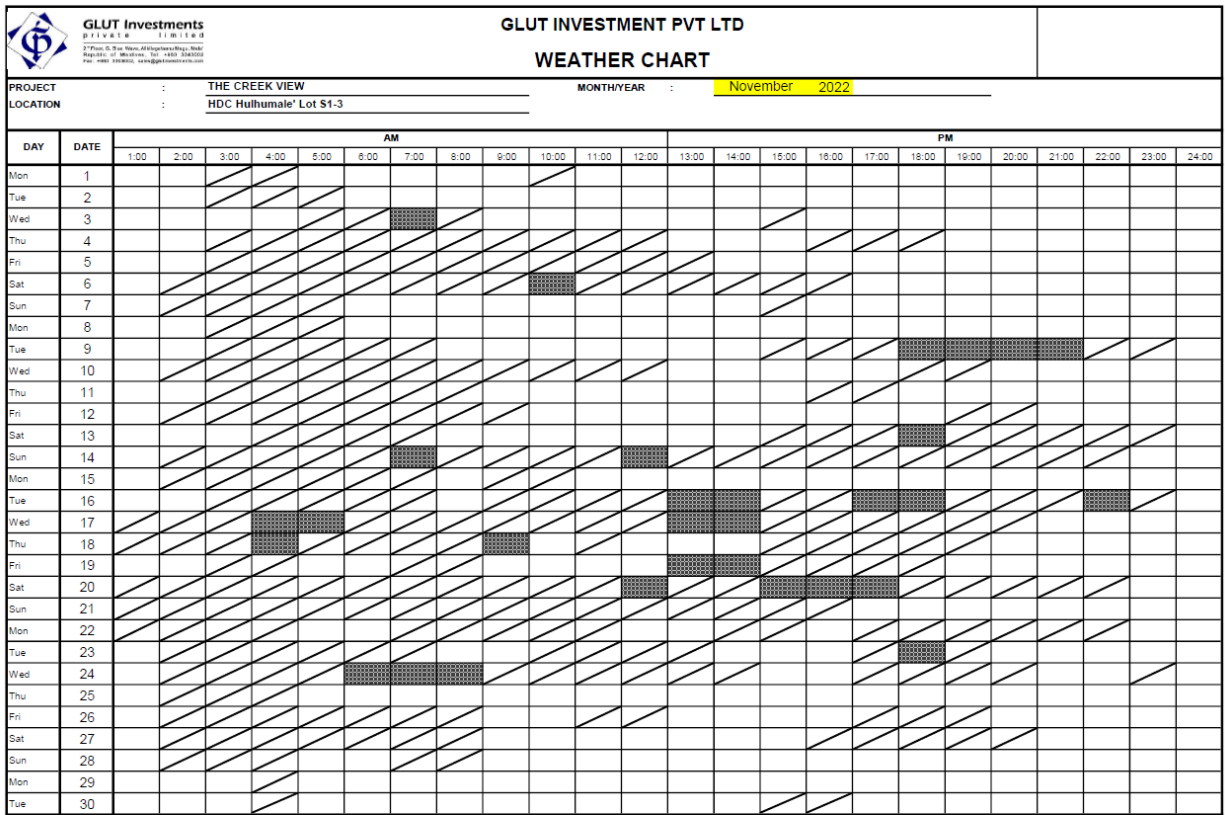 GLUT Investments
private limited
GLUT INVESTMENT PVT LTD
WEATHER CHART
PROJECT : THE CREEK VIEW MONTH/YEAR : November 2022
LOCATION : HDC Hulhumale' Lot S1-3
DAY DATE AM PM
1:00 2:00 3:00 4:00 5:00 6:00 7:00 8:00 9:00 10:00 11:00 12:00 13:00 14:00 15:00 16:00 17:00 18:00 19:00 20:00 21:00 22:00 23:00 24:00
Mon 1
Tue 2
Wed 3
Thu 4
Fri 5
Sat 6
Sun 7
Mon 8
Tue 9
Wed 10
Thu 11
Fri 12
Sat 13
Sun 14
Mon 15
Tue 16
Wed 17
Thu 18
Fri 19
Sat 20
Sun 21
Mon 22
Tue 23
Wed 24
Thu 25
Fri 26
Sat 27
Sun 28
Mon 29
Tue 30